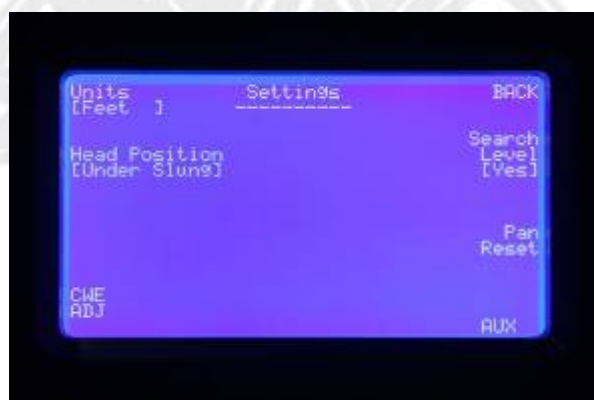 Units Settings BACK
[Feet ] ----------
Search
Head Position Level
[Under Slung] [Yes]
Pan
Reset
CWE
ADJ
AUX